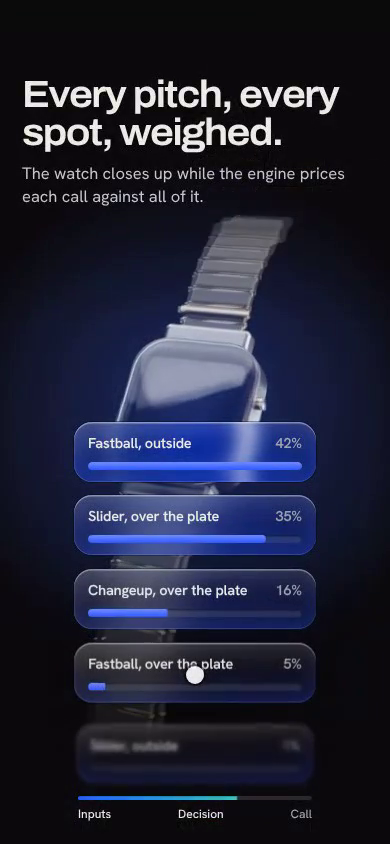 Every pitch, every
spot, weighed.
The watch closes up while the engine prices
each call against all of it.
Fastball, outside 42%
Slider, over the plate 35%
Changeup, over the plate 16%
Fastball, over the plate 5%
Slider, outside
Inputs Decision Call